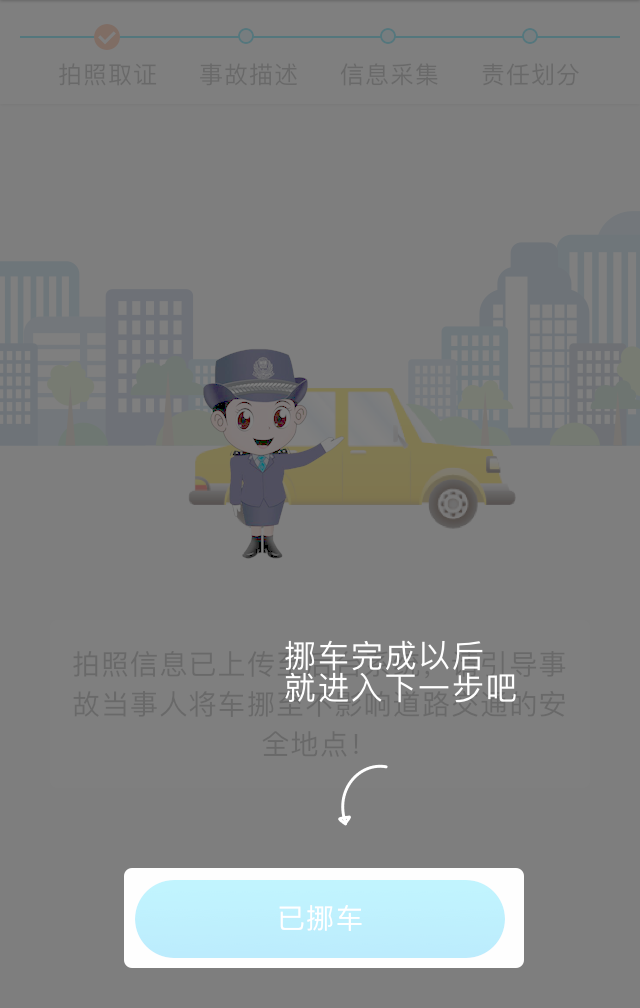 拍照取证 事故描述 信息采集 责任划分
挪车完成以后
就进入下一步吧
拍照信息已上传至 引导事
故当事人将车挪至不影响道路交通的安
全地点!
已挪车